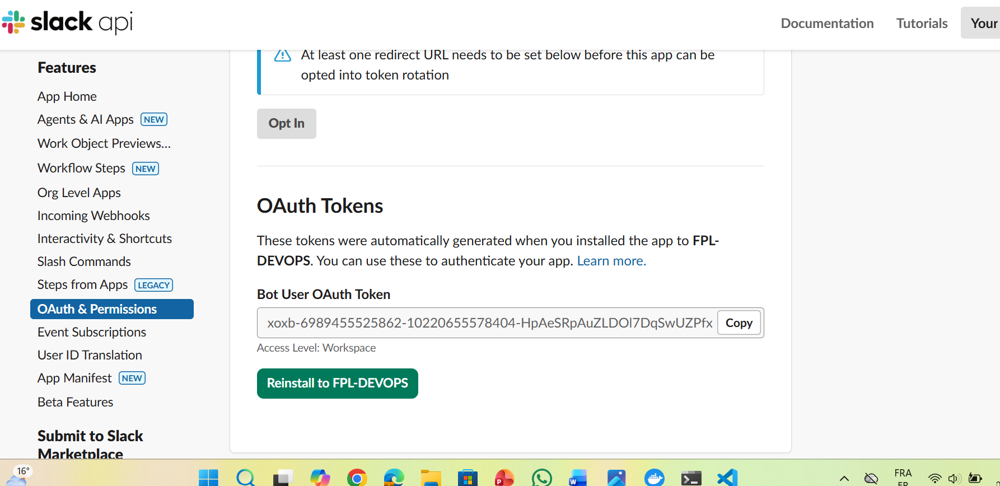 slack api
Documentation
Tutorials
Your
Features
App Home
Agents & AI Apps NEW
Work Object Previews...
Workflow Steps NEW
Org Level Apps
Incoming Webhooks
Interactivity & Shortcuts
Slash Commands
Steps from Apps LEGACY
OAuth & Permissions
Event Subscriptions
User ID Translation
App Manifest NEW
Beta Features
Submit to Slack
Marketplace
At least one redirect URL needs to be set below before this app can be
opted into token rotation
Opt In
OAuth Tokens
These tokens were automatically generated when you installed the app to FPL-
DEVOPS. You can use these to authenticate your app. Learn more.
Bot User OAuth Token
xoxb-6989455525862-10220655578404-HpAeSRpAuZLDOl7DqSwUZPfx
Copy
Access Level: Workspace
Reinstall to FPL-DEVOPS
16°
FRA
FR